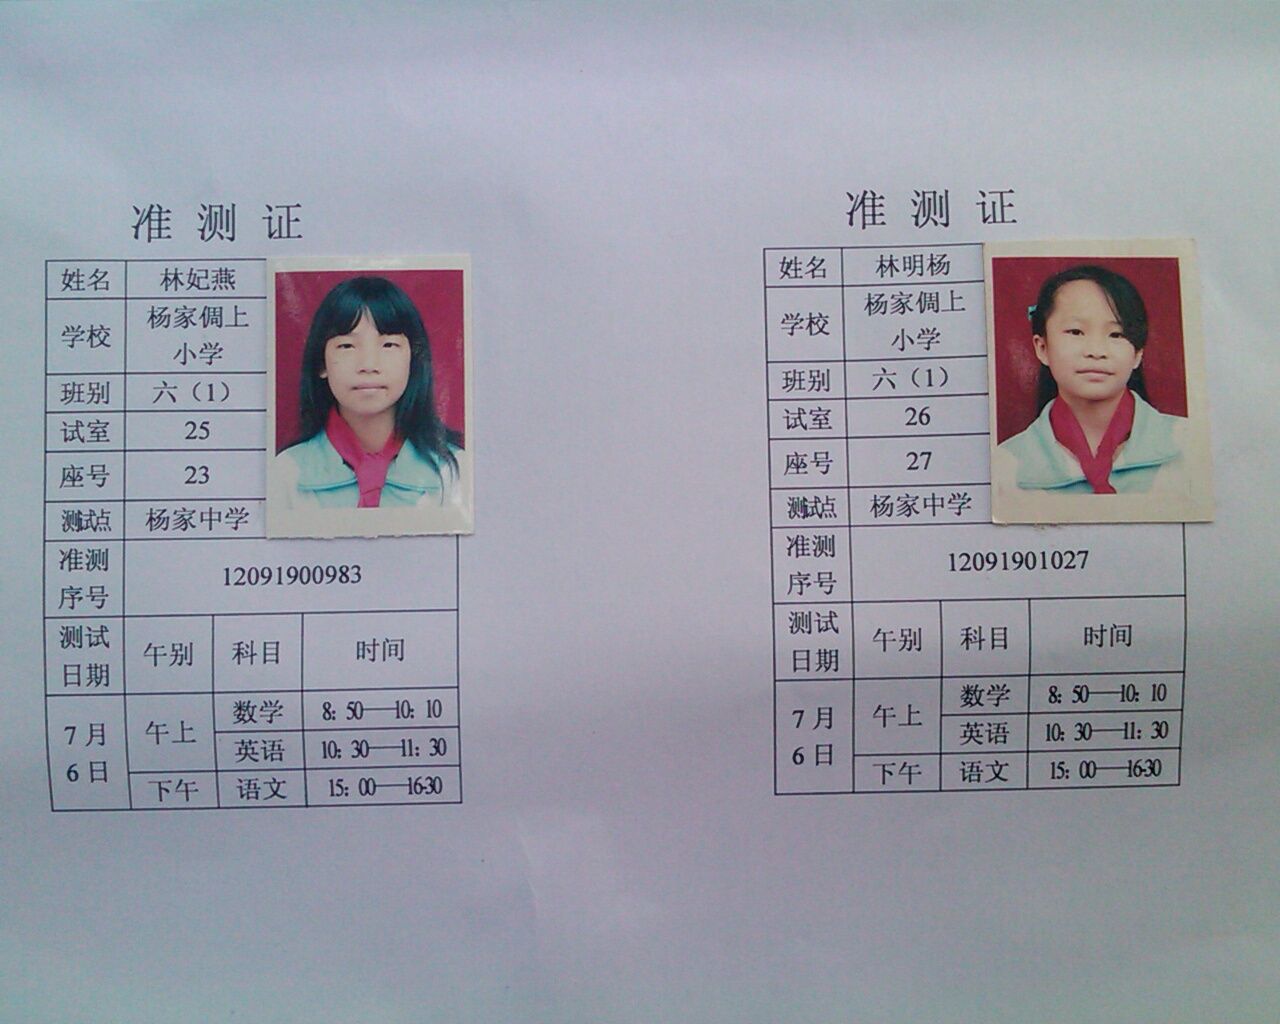 准测证
姓名 林妃燕
学校 杨家倜上
小学
班别 六（1）
试室 25
座号 23
测试点 杨家中学
准测
序号 12091900983
测试
日期 午别 科目 时间
7月
6日 午上 数学 8：50——10：10
英语 10：30——11：30
下午 语文 15：00——16-30
准测证
姓名 林明杨
学校 杨家倜上
小学
班别 六（1）
试室 26
座号 27
测试点 杨家中学
准测
序号 12091901027
测试
日期 午别 科目 时间
7月
6日 午上 数学 8：50——10：10
英语 10：30——11：30
下午 语文 15：00——16-30